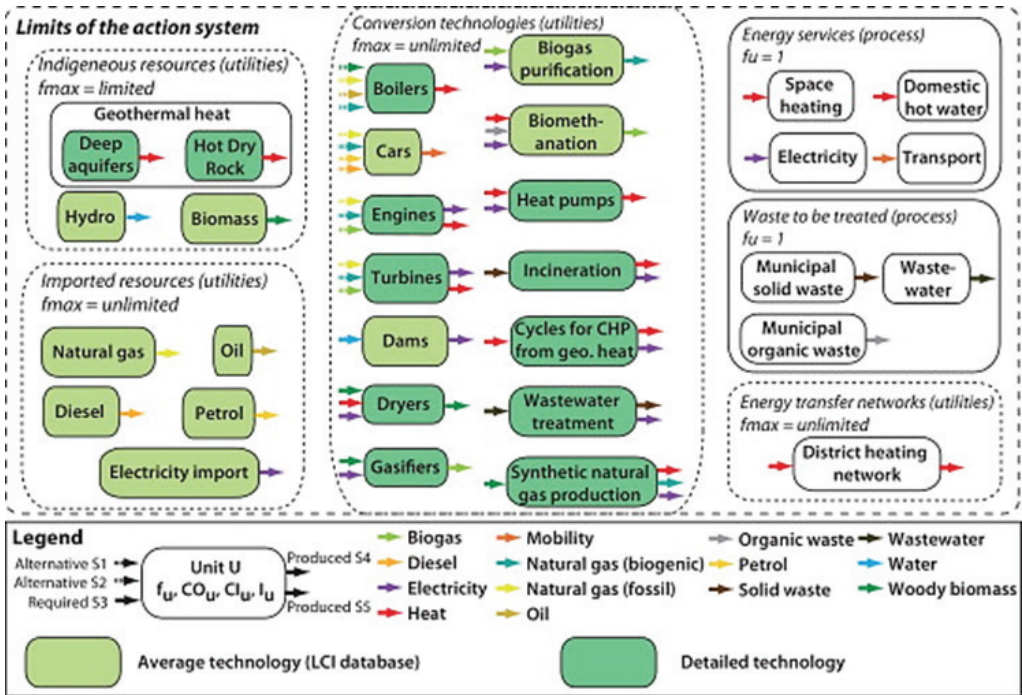 Limits of the action system
Indigeneous resources (utilities)
fmax = limited
Geothermal heat
Deep
aquifers
Hot Dry
Rock
Hydro
Biomass
Imported resources (utilities)
fmax = unlimited
Natural gas
Oil
Diesel
Petrol
Electricity import
Conversion technologies (utilities)
fmax = unlimited
Boilers
Cars
Engines
Turbines
Dams
Dryers
Gasifiers
Biogas
purification
Biometh-
anation
Heat pumps
Incineration
Cycles for CHP
from geo. heat
Wastewater
treatment
Synthetic natural
gas production
Energy services (process)
fu = 1
Space
heating
Domestic
hot water
Electricity
Transport
Waste to be treated (process)
fu = 1
Municipal
solid waste
Waste-
water
Municipal
organic waste
Energy transfer networks (utilities)
fmax = unlimited
District heating
network
Legend
Alternative S1
Alternative S2
Required S3
Unit U
fu, COu, CIu, Iu
Produced S4
Produced S5
Biogas
Diesel
Electricity
Heat
Mobility
Natural gas (biogenic)
Natural gas (fossil)
Oil
Organic waste
Petrol
Solid waste
Wastewater
Water
Woody biomass
Average technology (LCI database)
Detailed technology